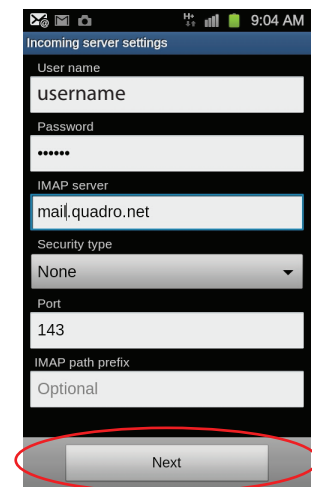 9:04 AM
Incoming server settings
User name
username
Password
••••••
IMAP server
mail.quadro.net
Security type
None
Port
143
IMAP path prefix
Optional
Next